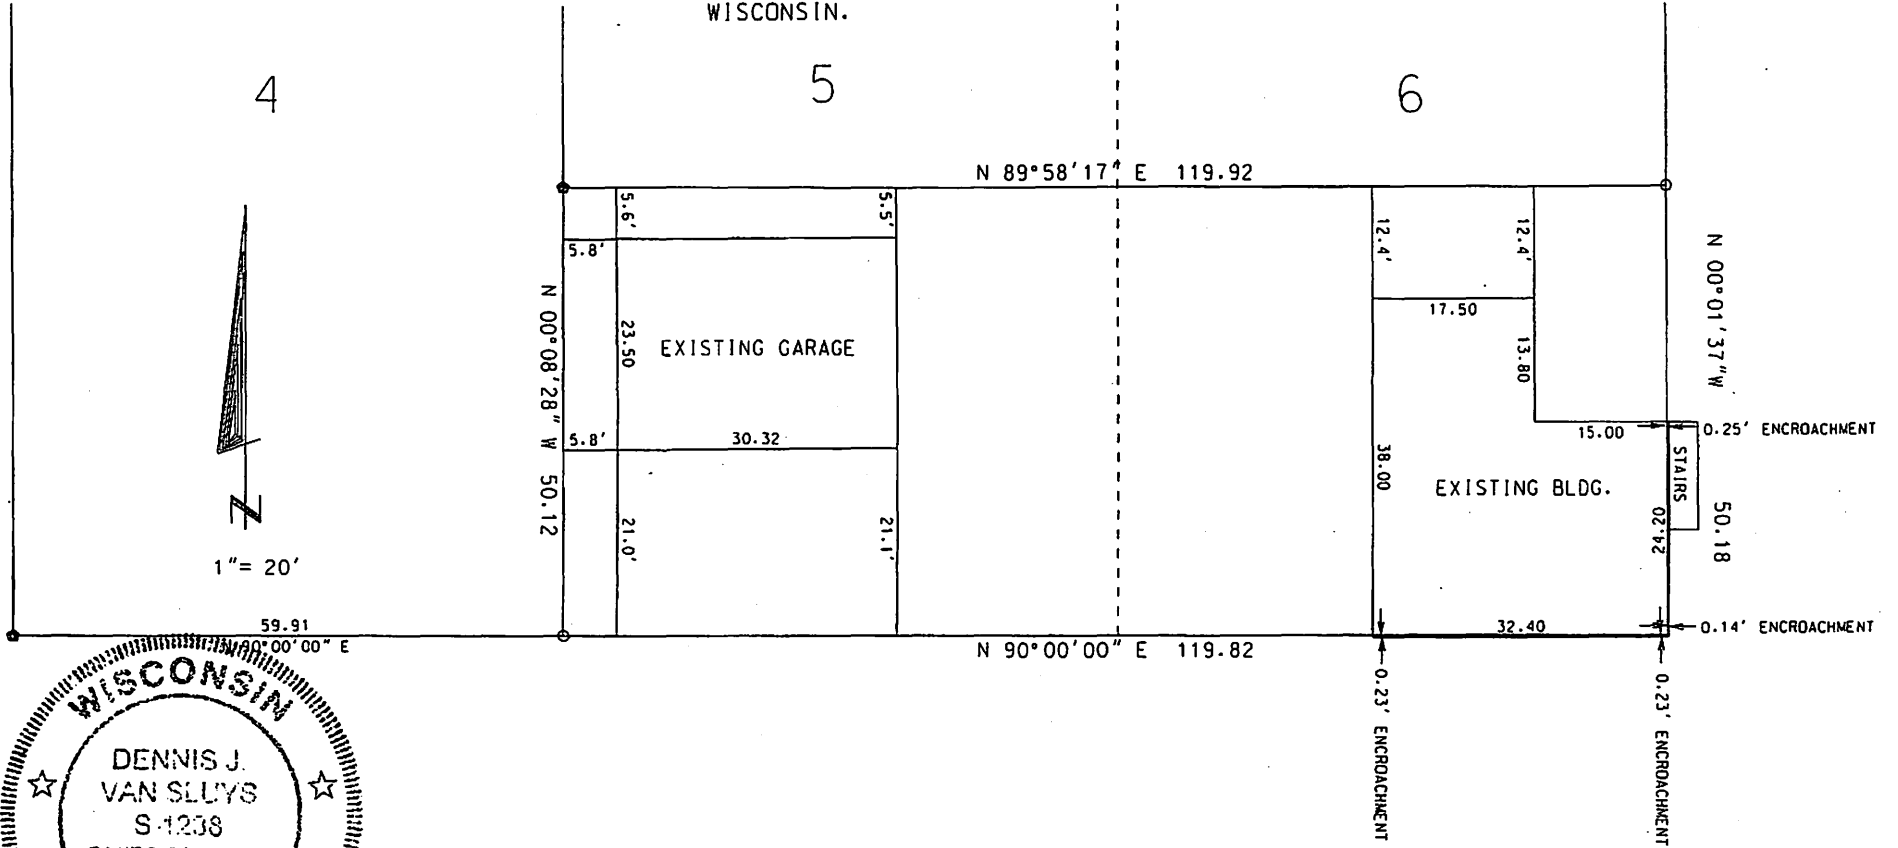 WISCONSIN.
4
5
6
N 89°58'17" E 119.92
5.6'
5.5'
5.8'
12.4'
12.4'
N 00°01'37"W
50.18
17.50
N 00°08'28" W 50.12
23.50
EXISTING GARAGE
13.80
5.8'
30.32
15.00
0.25' ENCROACHMENT
STAIRS
38.00
EXISTING BLDG.
24.20
N
21.0'
21.1'
1"= 20'
59.91
32.40
0.14' ENCROACHMENT
90°00'00" E
N 90°00'00" E 119.82
0.23' ENCROACHMENT
0.23' ENCROACHMENT
WISCONSIN
DENNIS J.
VAN SLUYS
S-1238